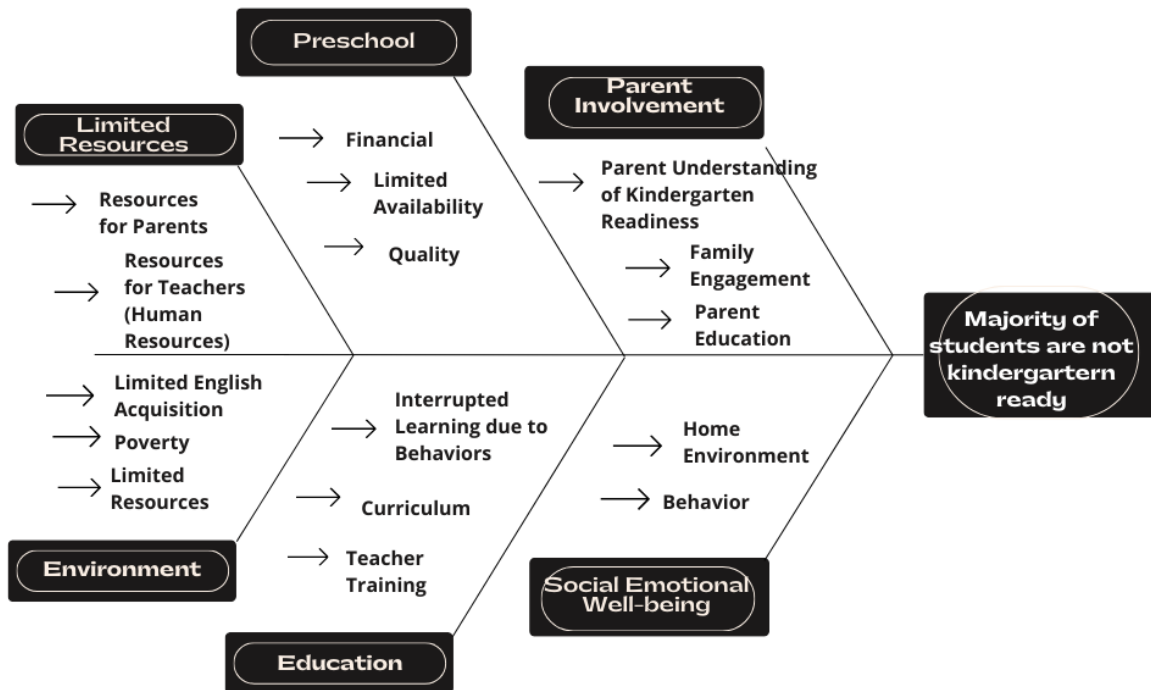 Preschool
Financial
Limited
Availability
Quality
Parent
Involvement
Parent Understanding
of Kindergarten
Readiness
Family
Engagement
Parent
Education
Limited
Resources
Resources
for Parents
Resources
for Teachers
(Human
Resources)
Majority of
students are not
kindergartern
ready
Limited English
Acquisition
Poverty
Limited
Resources
Environment
Interrupted
Learning due to
Behaviors
Curriculum
Teacher
Training
Education
Home
Environment
Behavior
Social Emotional
Well-being